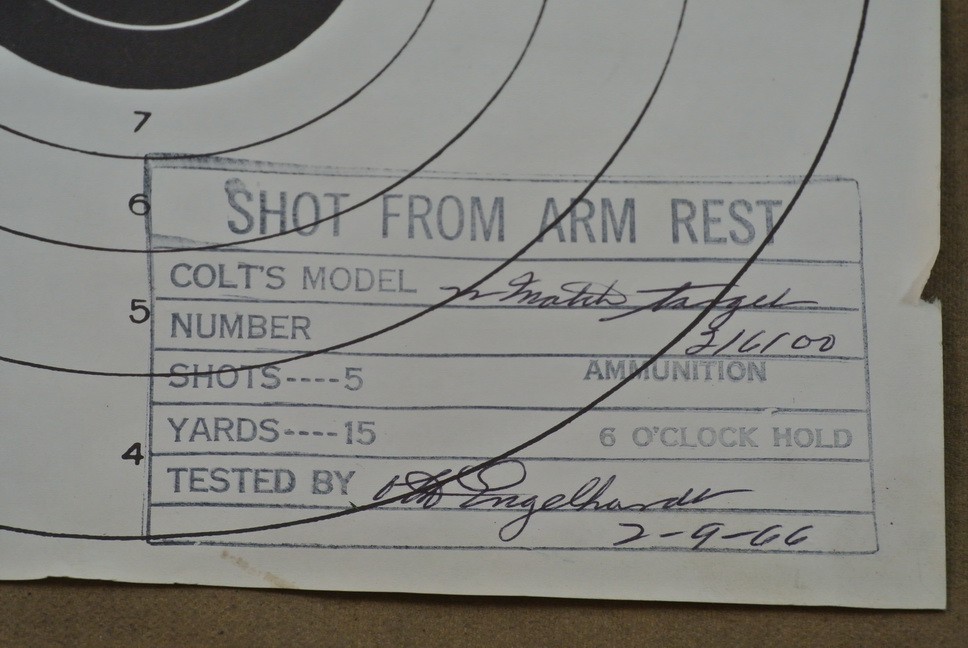 7
6
SHOT FROM ARM REST
COLT'S MODEL Match Target
5
NUMBER
SHOTS----5 AMMUNITION
YARDS----15 6 O'CLOCK HOLD
4
TESTED BY Engelhardt
2-9-66